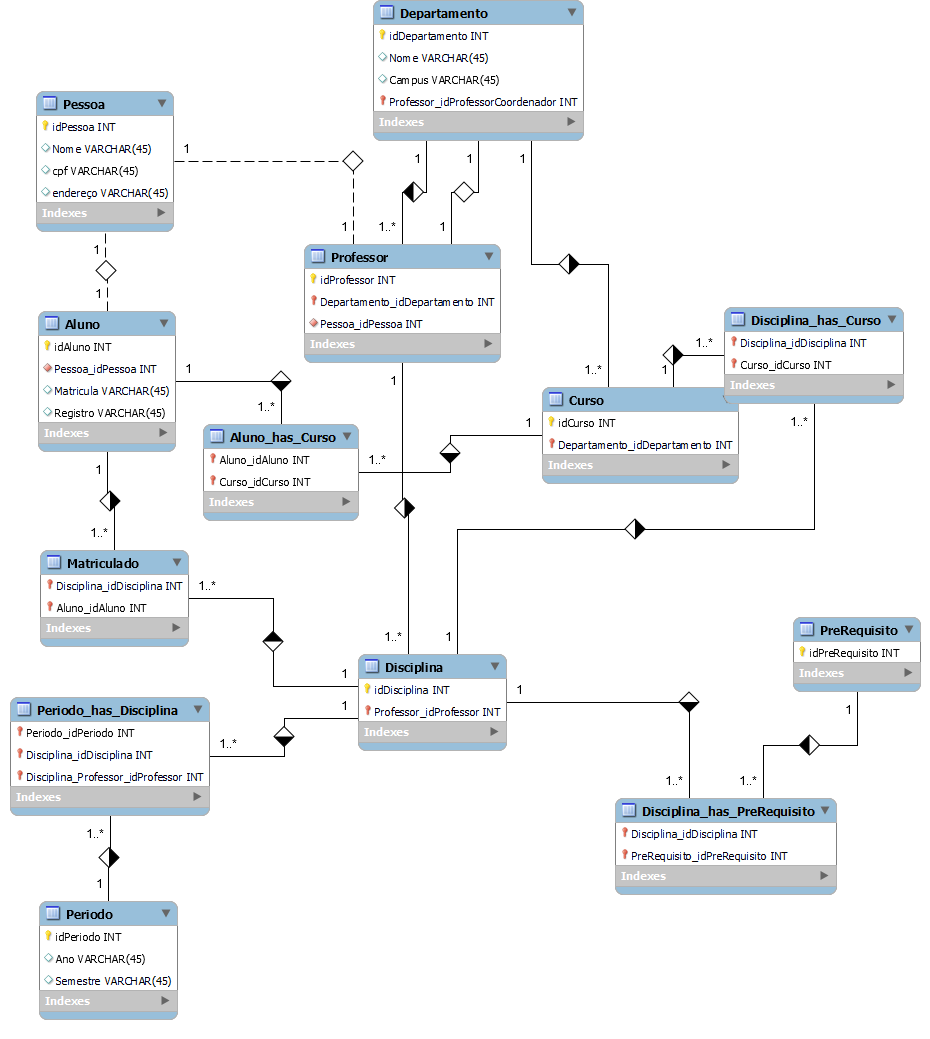 Departamento
idDepartamento INT
Nome VARCHAR(45)
Campus VARCHAR(45)
Professor_idProfessorCoordenador INT
Indexes
Pessoa
idPessoa INT
Nome VARCHAR(45)
cpf VARCHAR(45)
endereço VARCHAR(45)
Indexes
1
1
1
1
1
1..*
1
1
1
1
Professor
idProfessor INT
Departamento_idDepartamento INT
Pessoa_idPessoa INT
Indexes
Aluno
idAluno INT
Pessoa_idPessoa INT
Matricula VARCHAR(45)
Registro VARCHAR(45)
Indexes
Disciplina_has_Curso
Disciplina_idDisciplina INT
Curso_idCurso INT
Indexes
1..*
1
1..*
1
1
1..*
1
1..*
Curso
idCurso INT
Departamento_idDepartamento INT
Indexes
Aluno_has_Curso
Aluno_idAluno INT
Curso_idCurso INT
Indexes
1..*
1
1..*
Matriculado
Disciplina_idDisciplina INT
Aluno_idAluno INT
Indexes
1..*
1..*
1
PreRequisito
idPreRequisito INT
Indexes
Disciplina
idDisciplina INT
Professor_idProfessor INT
Indexes
1
1
1
1
Periodo_has_Disciplina
Periodo_idPeriodo INT
Disciplina_idDisciplina INT
Disciplina_Professor_idProfessor INT
Indexes
1..*
1..*
1..*
Disciplina_has_PreRequisito
Disciplina_idDisciplina INT
PreRequisito_idPreRequisito INT
Indexes
1..*
1
Periodo
idPeriodo INT
Ano VARCHAR(45)
Semestre VARCHAR(45)
Indexes